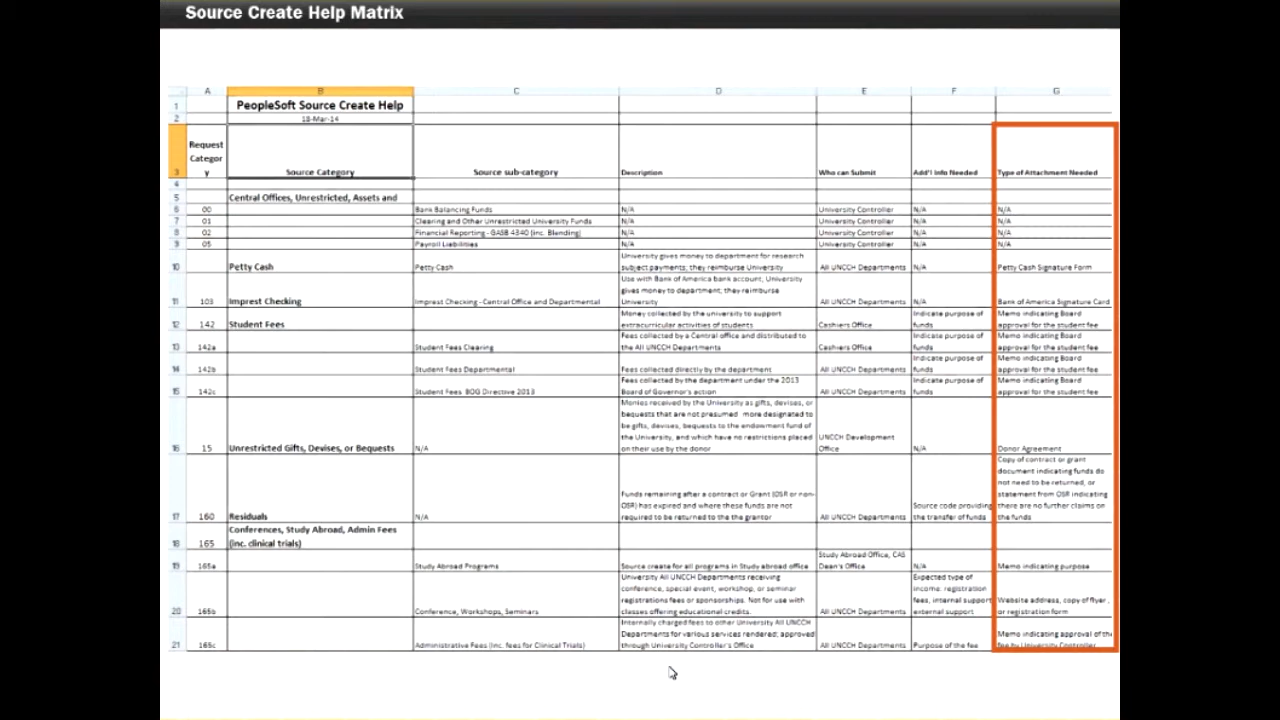 Source Create Help Matrix
A B C D E F G
1 PeopleSoft Source Create Help
2 18-Mar-14
Request
Categor
3 y Source Category Source sub-category Description Who can Submit Add'l Info Needed Type of Attachment Needed
4
5 Central Offices, Unrestricted, Assets and
6 00 Bank Balancing Funds N/A University Controller N/A N/A
7 01 Clearing and Other Unrestricted University Funds N/A University Controller N/A N/A
8 02 Financial Reporting - GASB 4340 (inc. Blending) N/A University Controller N/A N/A
9 05 Payroll Liabilities N/A University Controller N/A N/A
University gives money to department for research
10 Petty Cash Petty Cash subject payments; they reimburse University All UNCCH Departments N/A Petty Cash Signature Form
Use with Bank of America bank account; University
gives money to department; they reimburse
11 103 Imprest Checking Imprest Checking - Central Office and Departmental University All UNCCH Departments N/A Bank of America Signature Card
Money collected by the university to support Indicate purpose of Memo indicating Board
12 142 Student Fees extracurricular activities of students Cashiers Office funds approval for the student fee
Fees collected by a Central office and distributed to Indicate purpose of Memo indicating Board
13 142a Student Fees Clearing the All UNCCH Departments Cashiers Office funds approval for the student fee
Indicate purpose of Memo indicating Board
14 142b Student Fees Departmental Fees collected directly by the department All UNCCH Departments funds approval for the student fee
Fees collected by the department under the 2013 Indicate purpose of Memo indicating Board
15 142c Student Fees BOG Directive 2013 Board of Governor's action All UNCCH Departments funds approval for the student fee
Monies received by the University as gifts, devises, or
bequests that are not presumed more designated to
be gifts, devises, bequests to the endowment fund of
the University, and which have no restrictions placed UNCCH Development
16 15 Unrestricted Gifts, Devises, or Bequests N/A on their use by the donor Office N/A Donor Agreement
Copy of contract or grant
document indicating funds do
not need to be returned, or
Funds remaining after a contract or Grant (OSR or non- statement from OSR indicating
OSR) has expired and where these funds are not Source code providing there are no further claims on
17 160 Residuals N/A required to be returned to the the grantor All UNCCH Departments the transfer of funds the funds
Conferences, Study Abroad, Admin Fees
18 165 (inc. clinical trials)
Study Abroad Office, CAS
19 165a Study Abroad Programs Source create for all programs in Study abroad office Dean's Office N/A Memo indicating purpose
University All UNCCH Departments receiving Expected type of
conference, special event, workshop, or seminar income: registration
registrations fees or sponsorships. Not for use with fees, internal support Website address, copy of flyer,
20 165b Conference, Workshops, Seminars classes offering educational credits. All UNCCH Departments external support or registration form
Internally charged fees to other University All UNCCH
Departments for various services rendered; approved Memo indicating approval of the
21 165c Administrative Fees (Inc. fees for Clinical Trials) through University Controller's Office All UNCCH Departments Purpose of the fee fee by University Controller